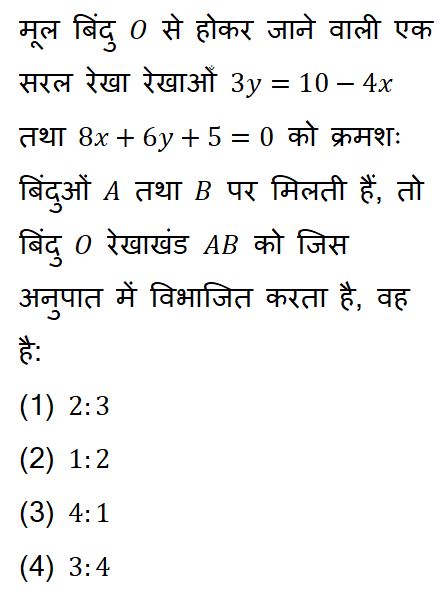 मूल बिंदु O से होकर जाने वाली एक
सरल रेखा रेखाओँ 3y = 10 − 4x
तथा 8x + 6y + 5 = 0 को क्रमशः
बिंदुओं A तथा B पर मिलती हैं, तो
बिंदु O रेखाखंड AB को जिस
अनुपात में विभाजित करता है, वह
है:
(1) 2:3
(2) 1:2
(3) 4:1
(4) 3:4